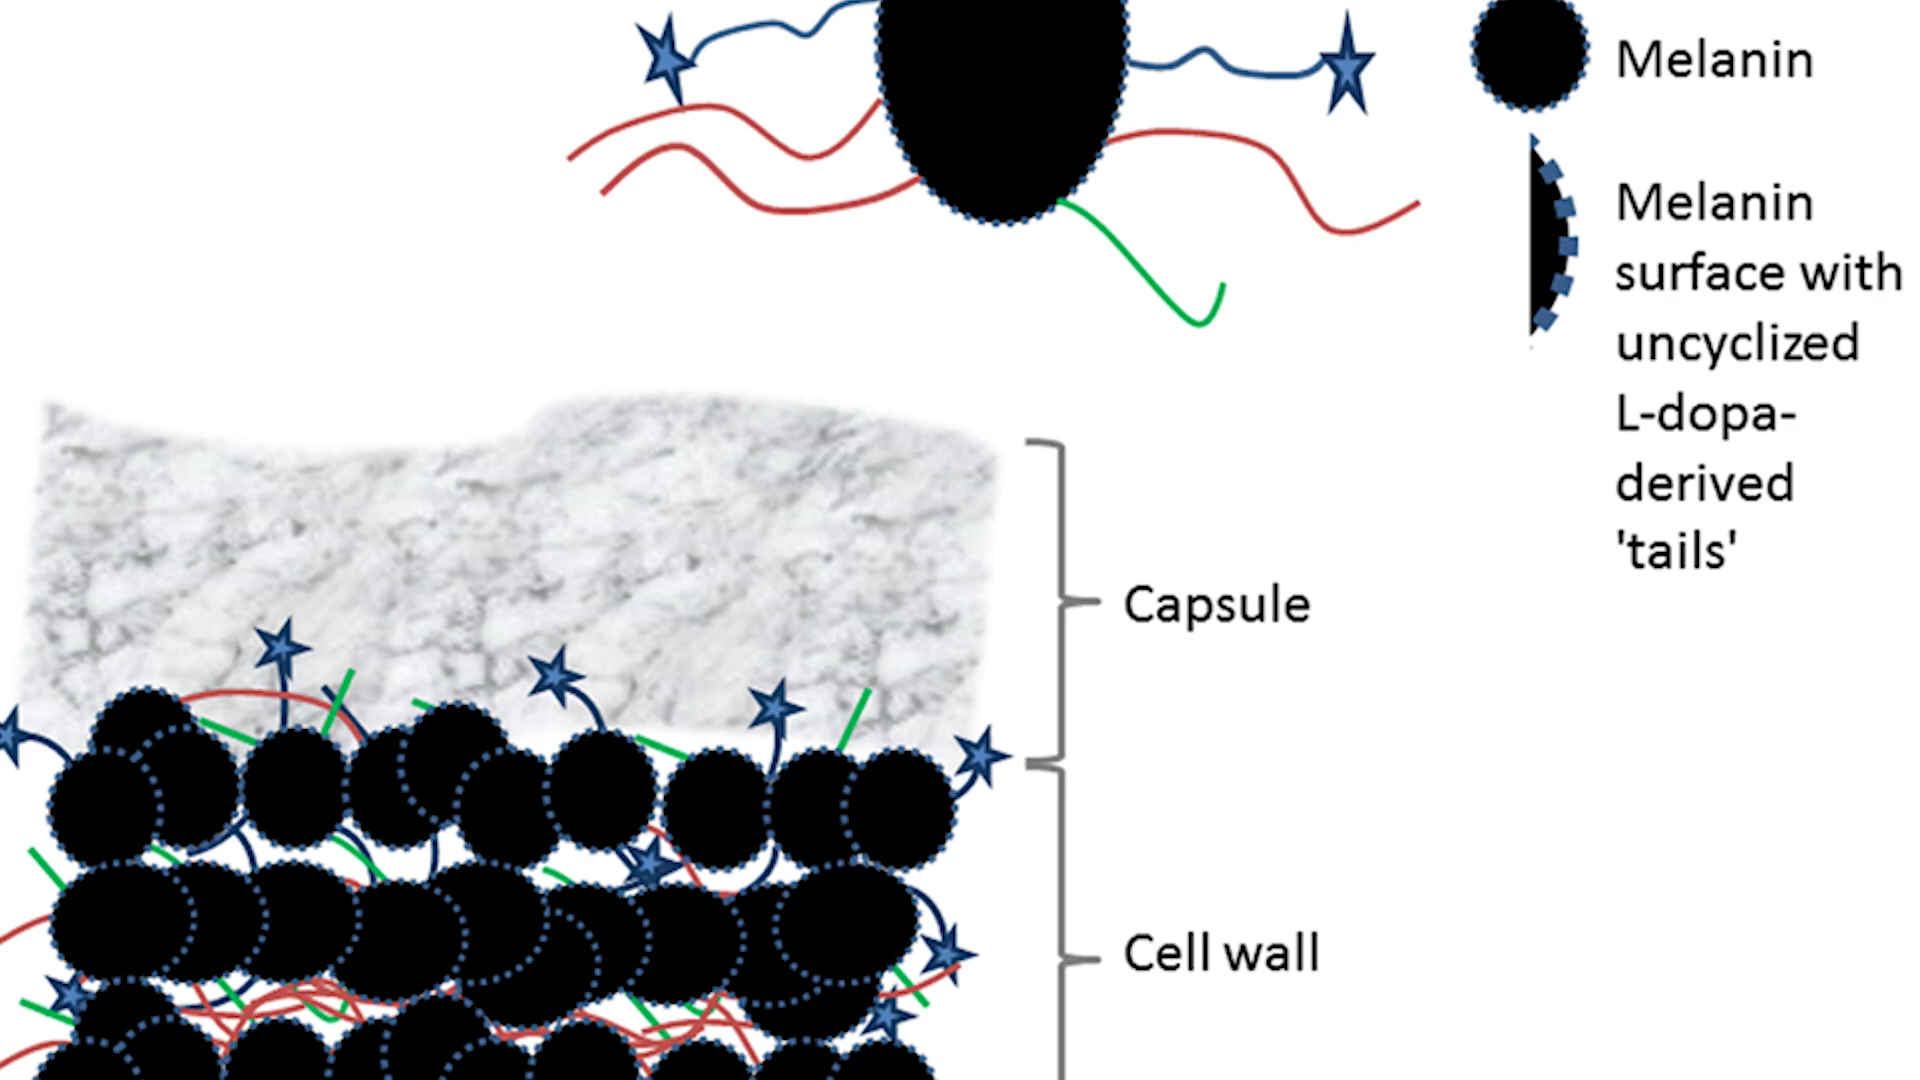 Melanin
Melanin
surface with
uncyclized
L-dopa-
derived
'tails'
Capsule
Cell wall